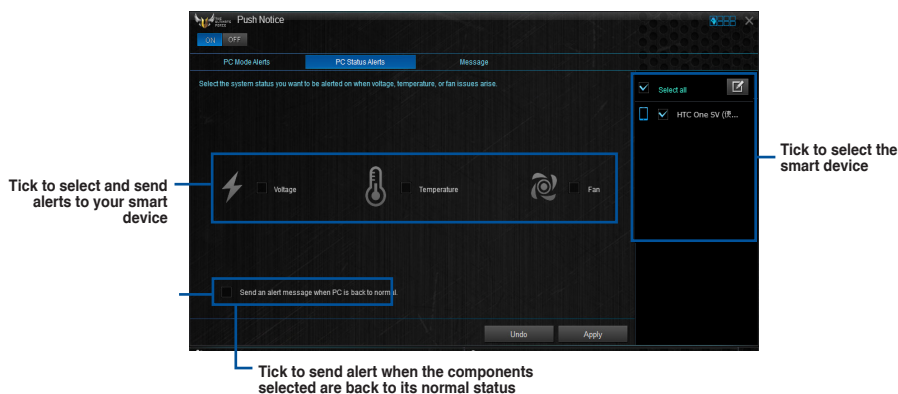 THE ULTIMATE FORCE
Push Notice
ON OFF
PC Mode Alerts PC Status Alerts Message
Select the system status you want to be alerted on when voltage, temperature, or fan issues arise.
Select all
HTC One SV (使...
Voltage Temperature Fan
Send an alert message when PC is back to normal.
Undo Apply
Tick to select the
smart device
Tick to select and send
alerts to your smart
device
Tick to send alert when the components
selected are back to its normal status